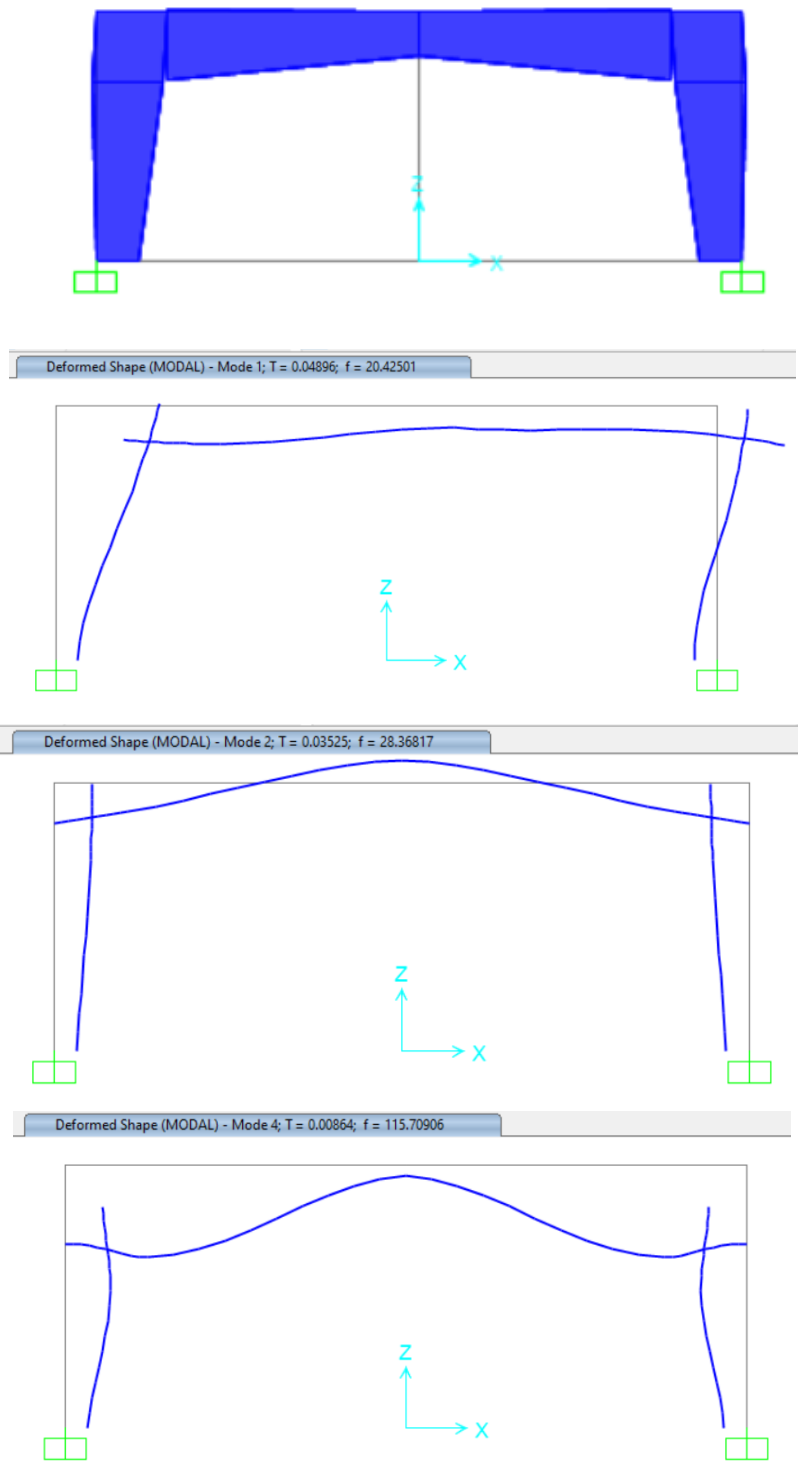 Z
X
Deformed Shape (MODAL) - Mode 1; T = 0.04896; f = 20.42501
Z
X
Deformed Shape (MODAL) - Mode 2; T = 0.03525; f = 28.36817
Z
X
Deformed Shape (MODAL) - Mode 4; T = 0.00864; f = 115.70906
Z
X